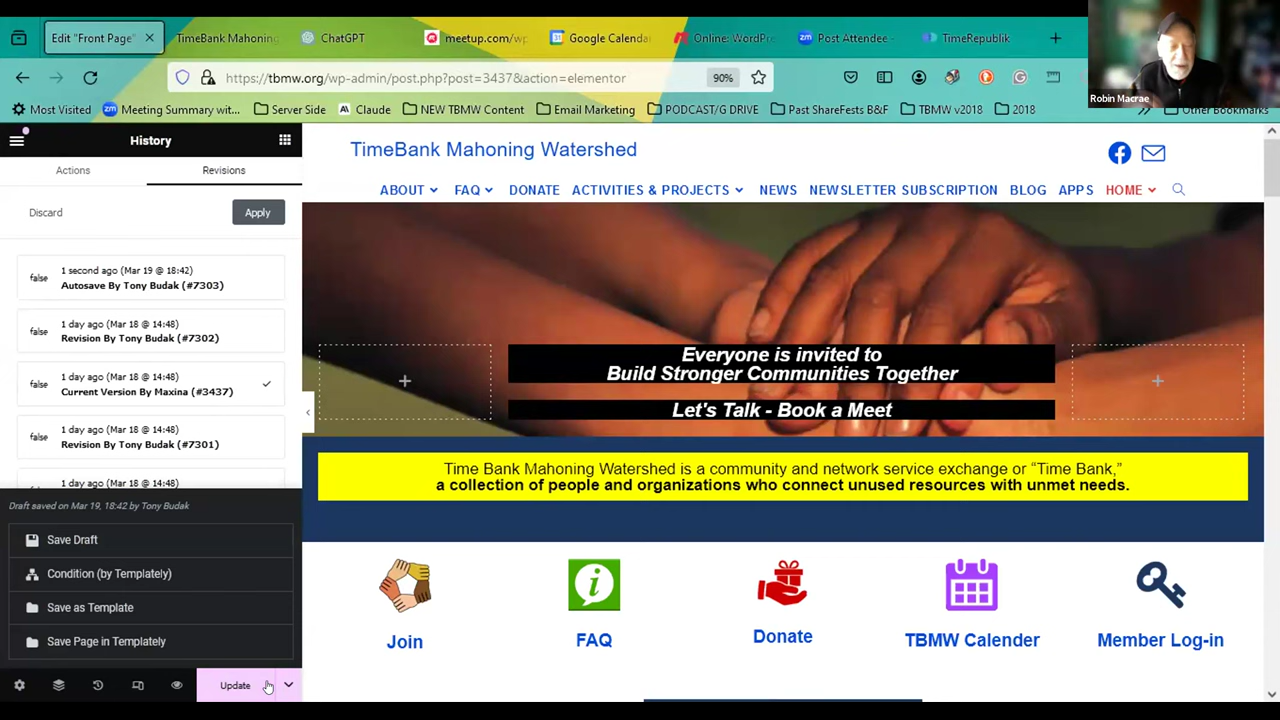 Edit "Front Page"
TimeBank Mahoning
ChatGPT
meetup.com/wp
Google Calenda
Online: WordPre
Post Attendee
TimeRepublik
https://tbmw.org/wp-admin/post.php?post=3437&action=elementor
90%
Robin Macrae
Most Visited
Meeting Summary wit...
Server Side
Claude
NEW TBMW Content
Email Marketing
PODCAST/G DRIVE
Past ShareFests B&F
TBMW v2018
2018
Other Bookmarks
History
Actions
Revisions
Discard
Apply
false
1 second ago (Mar 19 @ 18:42)
Autosave By Tony Budak (#7303)
false
1 day ago (Mar 18 @ 14:48)
Revision By Tony Budak (#7302)
false
1 day ago (Mar 18 @ 14:48)
Current Version By Maxina (#3437)
false
1 day ago (Mar 18 @ 14:48)
Revision By Tony Budak (#7301)
1 day ago (Mar 18 @ 14:48)
Draft saved on Mar 19, 18:42 by Tony Budak
Save Draft
Condition (by Templately)
Save as Template
Save Page in Templately
Update
TimeBank Mahoning Watershed
ABOUT
FAQ
DONATE
ACTIVITIES & PROJECTS
NEWS
NEWSLETTER SUBSCRIPTION
BLOG
APPS
HOME
Everyone is invited to
Build Stronger Communities Together
Let's Talk - Book a Meet
Time Bank Mahoning Watershed is a community and network service exchange or “Time Bank,”
a collection of people and organizations who connect unused resources with unmet needs.
Join
FAQ
Donate
TBMW Calender
Member Log-in